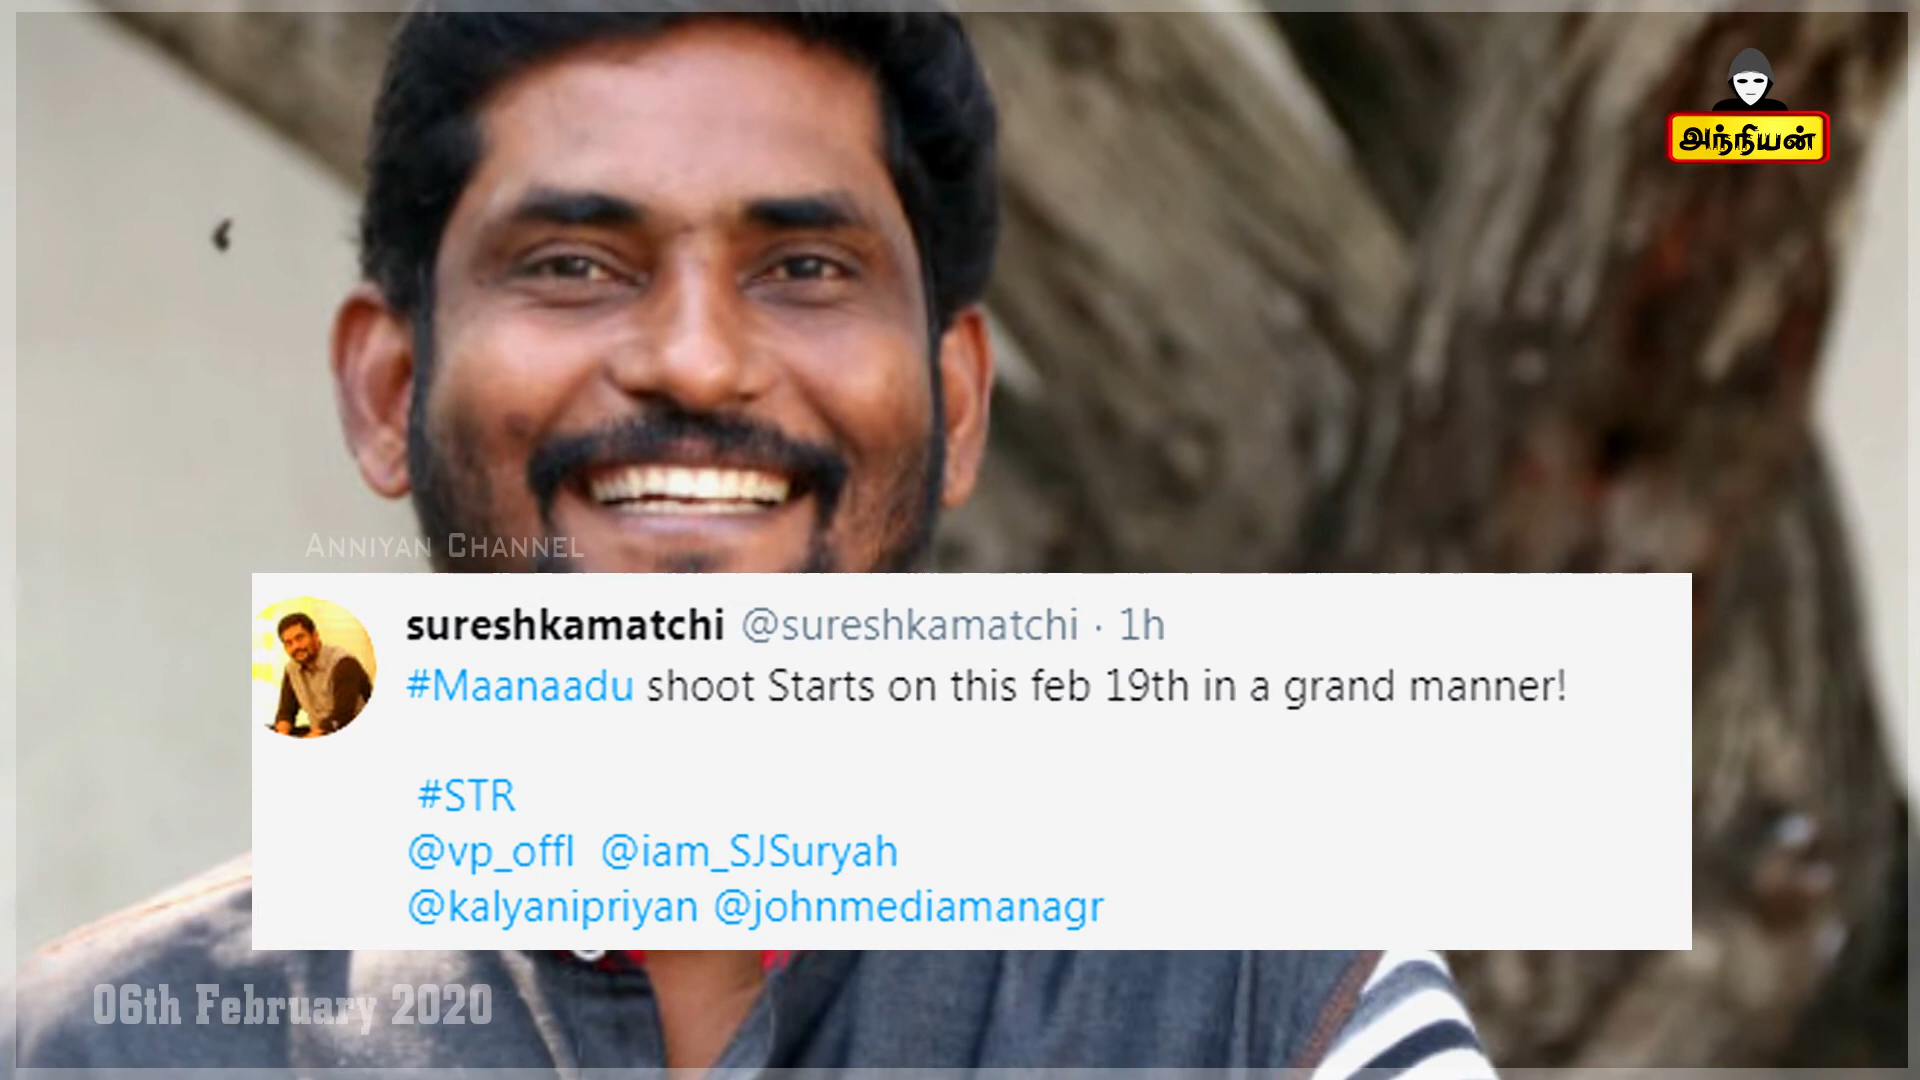 அந்நியன்
Anniyan Channel
sureshkamatchi @sureshkamatchi · 1h
#Maanaadu shoot Starts on this feb 19th in a grand manner!
#STR
@vp_offl @iam_SJSuryah
@kalyanipriyan @johnmediamanagr
06th February 2020